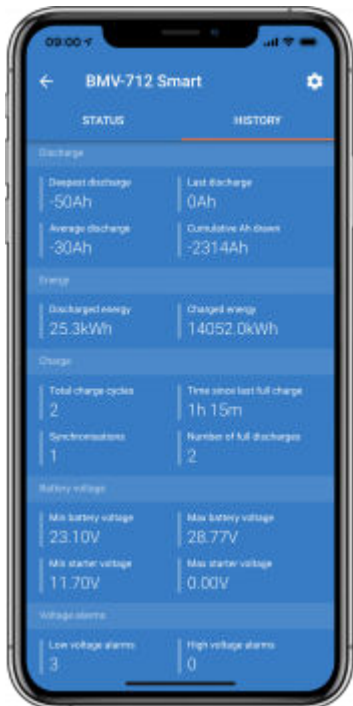 09:00
BMV-712 Smart
STATUS HISTORY
Discharge
Deepest discharge Last discharge
-50Ah 0Ah
Average discharge Cumulative Ah drawn
-30Ah -2314Ah
Energy
Discharged energy Charged energy
25.3kWh 14052.0kWh
Charge
Total charge cycles Time since last full charge
2 1h 15m
Synchronisations Number of full discharges
1 2
Battery voltage
Min battery voltage Max battery voltage
23.10V 28.77V
Min starter voltage Max starter voltage
11.70V 0.00V
Voltage alarms
Low voltage alarms High voltage alarms
3 0